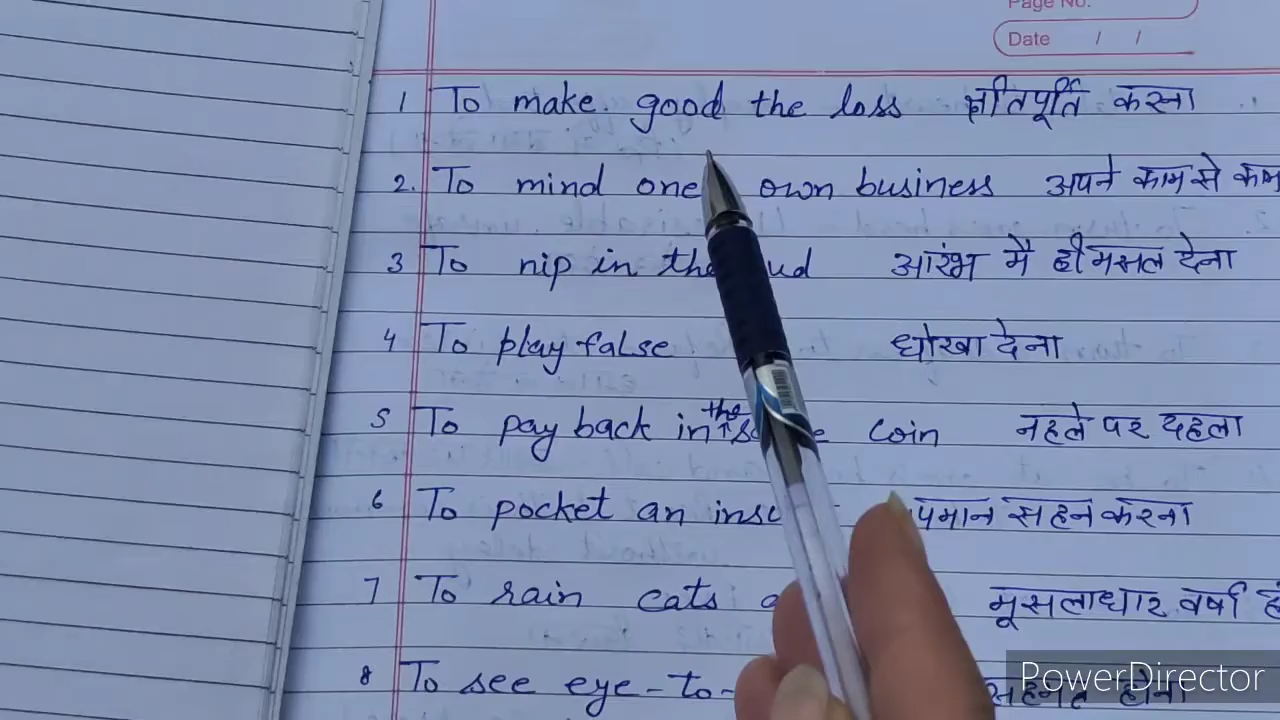 Page No.
Date / /
1 To make good the loss क्षतिपूर्ति करना
2. To mind one own business अपने काम से काम
3 To nip in the ud आरंभ में ही मसल देना
4 To play false धोखा देना
5 To pay back in the coin नहले पर दहला
6 To pocket an पमान सहन करना
7 To rain cats मूसलाधार वर्षा
8 To see eye-to- सहमत होना
PowerDirector